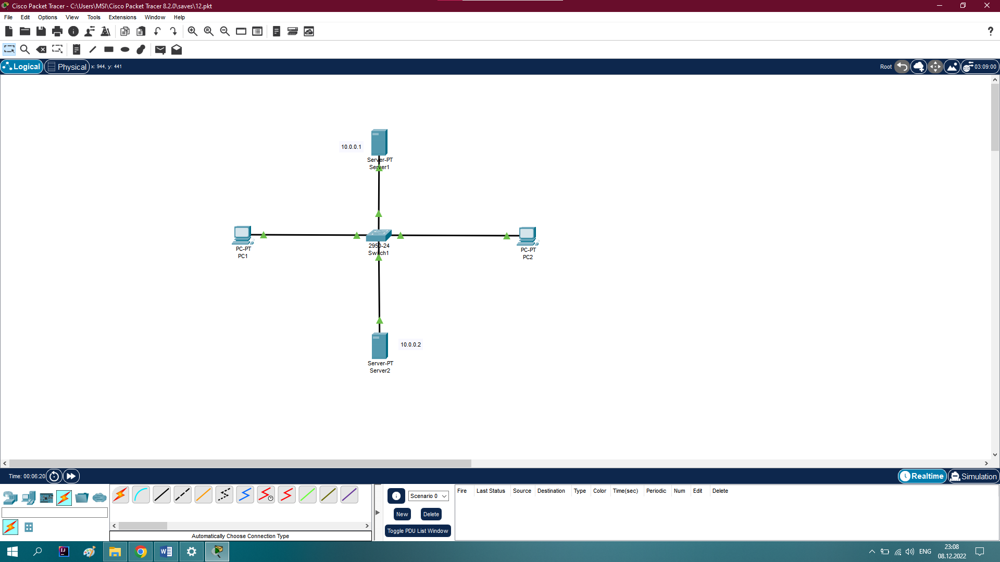 Cisco Packet Tracer - C:\Users\MSI\Cisco Packet Tracer 8.2.0\saves\12.pkt
File Edit Options View Tools Extensions Window Help
?
Logical Physical x: 944, y: 441 Root 03:09:00
10.0.0.1
Server-PT
Server1
PC-PT
PC1
2950-24
Switch1
PC-PT
PC2
10.0.0.2
Server-PT
Server2
Time: 00:06:20 Realtime Simulation
Scenario 0
New Delete
Toggle PDU List Window
Fire Last Status Source Destination Type Color Time(sec) Periodic Num Edit Delete
Automatically Choose Connection Type
ENG
23:08
08.12.2022